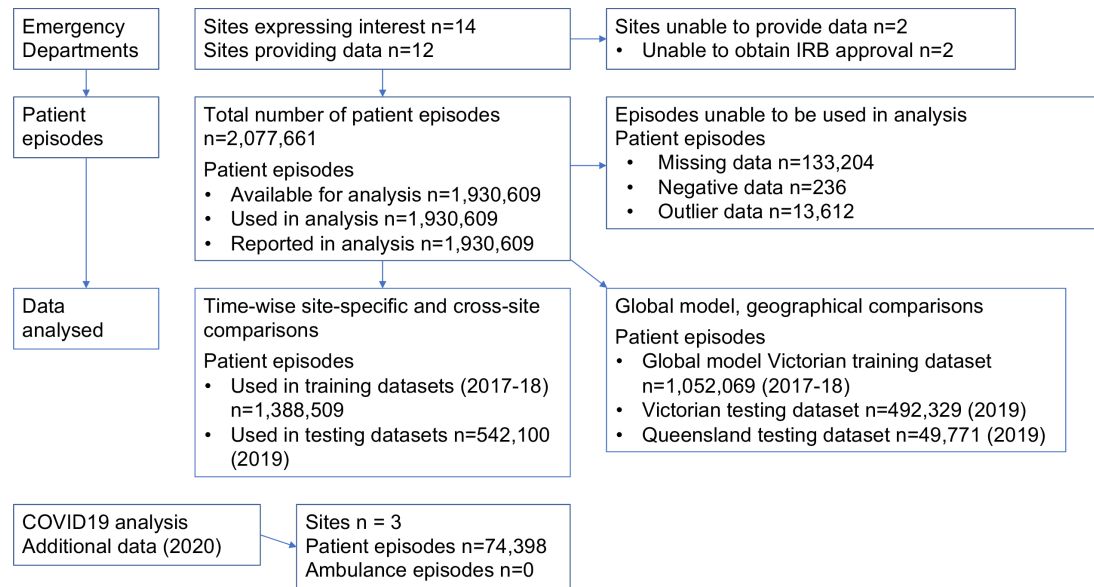 Emergency
Departments
Sites expressing interest n=14
Sites providing data n=12
Sites unable to provide data n=2
• Unable to obtain IRB approval n=2
Patient
episodes
Total number of patient episodes
n=2,077,661
Patient episodes
• Available for analysis n=1,930,609
• Used in analysis n=1,930,609
• Reported in analysis n=1,930,609
Episodes unable to be used in analysis
Patient episodes
• Missing data n=133,204
• Negative data n=236
• Outlier data n=13,612
Data
analysed
Time-wise site-specific and cross-site
comparisons
Patient episodes
• Used in training datasets (2017-18)
n=1,388,509
• Used in testing datasets n=542,100
(2019)
Global model, geographical comparisons
Patient episodes
• Global model Victorian training dataset
n=1,052,069 (2017-18)
• Victorian testing dataset n=492,329 (2019)
• Queensland testing dataset n=49,771 (2019)
COVID19 analysis
Additional data (2020)
Sites n = 3
Patient episodes n=74,398
Ambulance episodes n=0